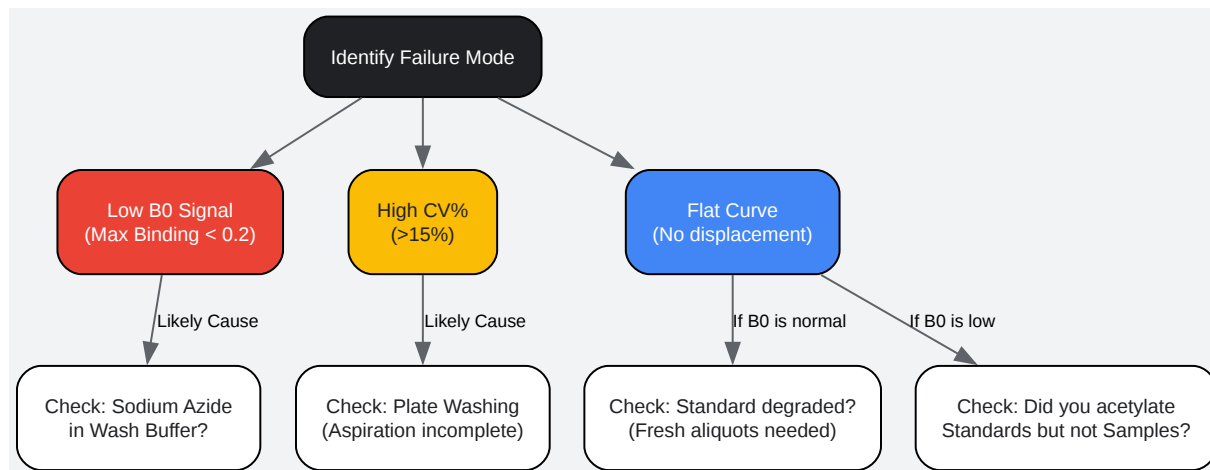 Identify Failure Mode
Low B0 Signal
(Max Binding < 0.2)
High CV%
(>15%)
Flat Curve
(No displacement)
Likely Cause
Likely Cause
If B0 is normal
If B0 is low
Check: Sodium Azide
in Wash Buffer?
Check: Plate Washing
(Aspiration incomplete)
Check: Standard degraded?
(Fresh aliquots needed)
Check: Did you acetylate
Standards but not Samples?